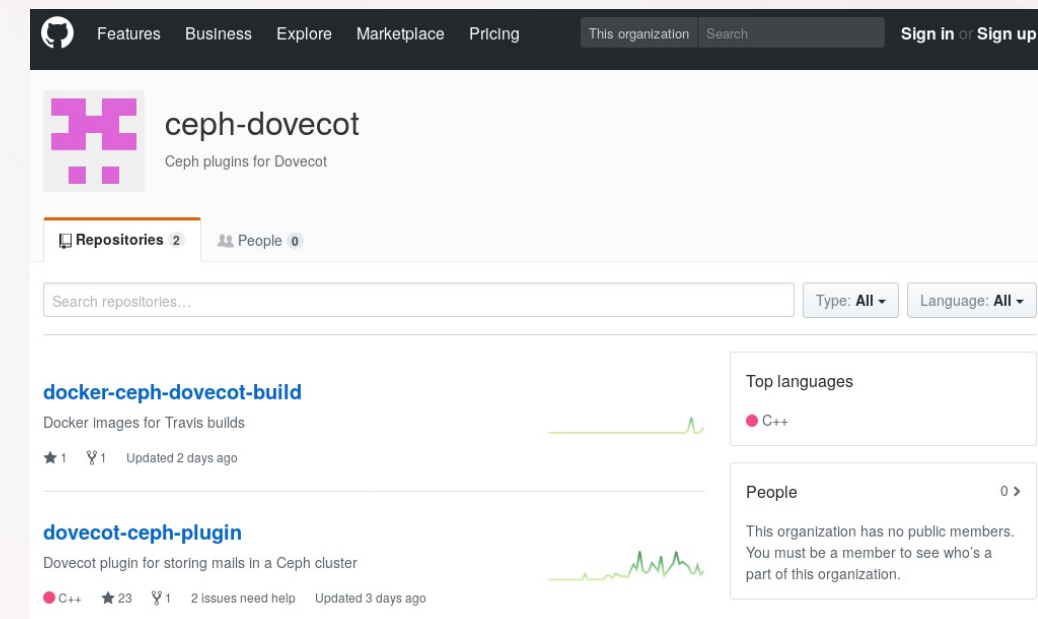 Features Business Explore Marketplace Pricing This organization Search Sign in or Sign up
ceph-dovecot
Ceph plugins for Dovecot
Repositories 2 People 0
Search repositories... Type: All Language: All
docker-ceph-dovecot-build
Docker images for Travis builds
1 1 Updated 2 days ago
dovecot-ceph-plugin
Dovecot plugin for storing mails in a Ceph cluster
C++ 23 1 2 issues need help Updated 3 days ago
Top languages
C++
People 0
This organization has no public members.
You must be a member to see who's a
part of this organization.